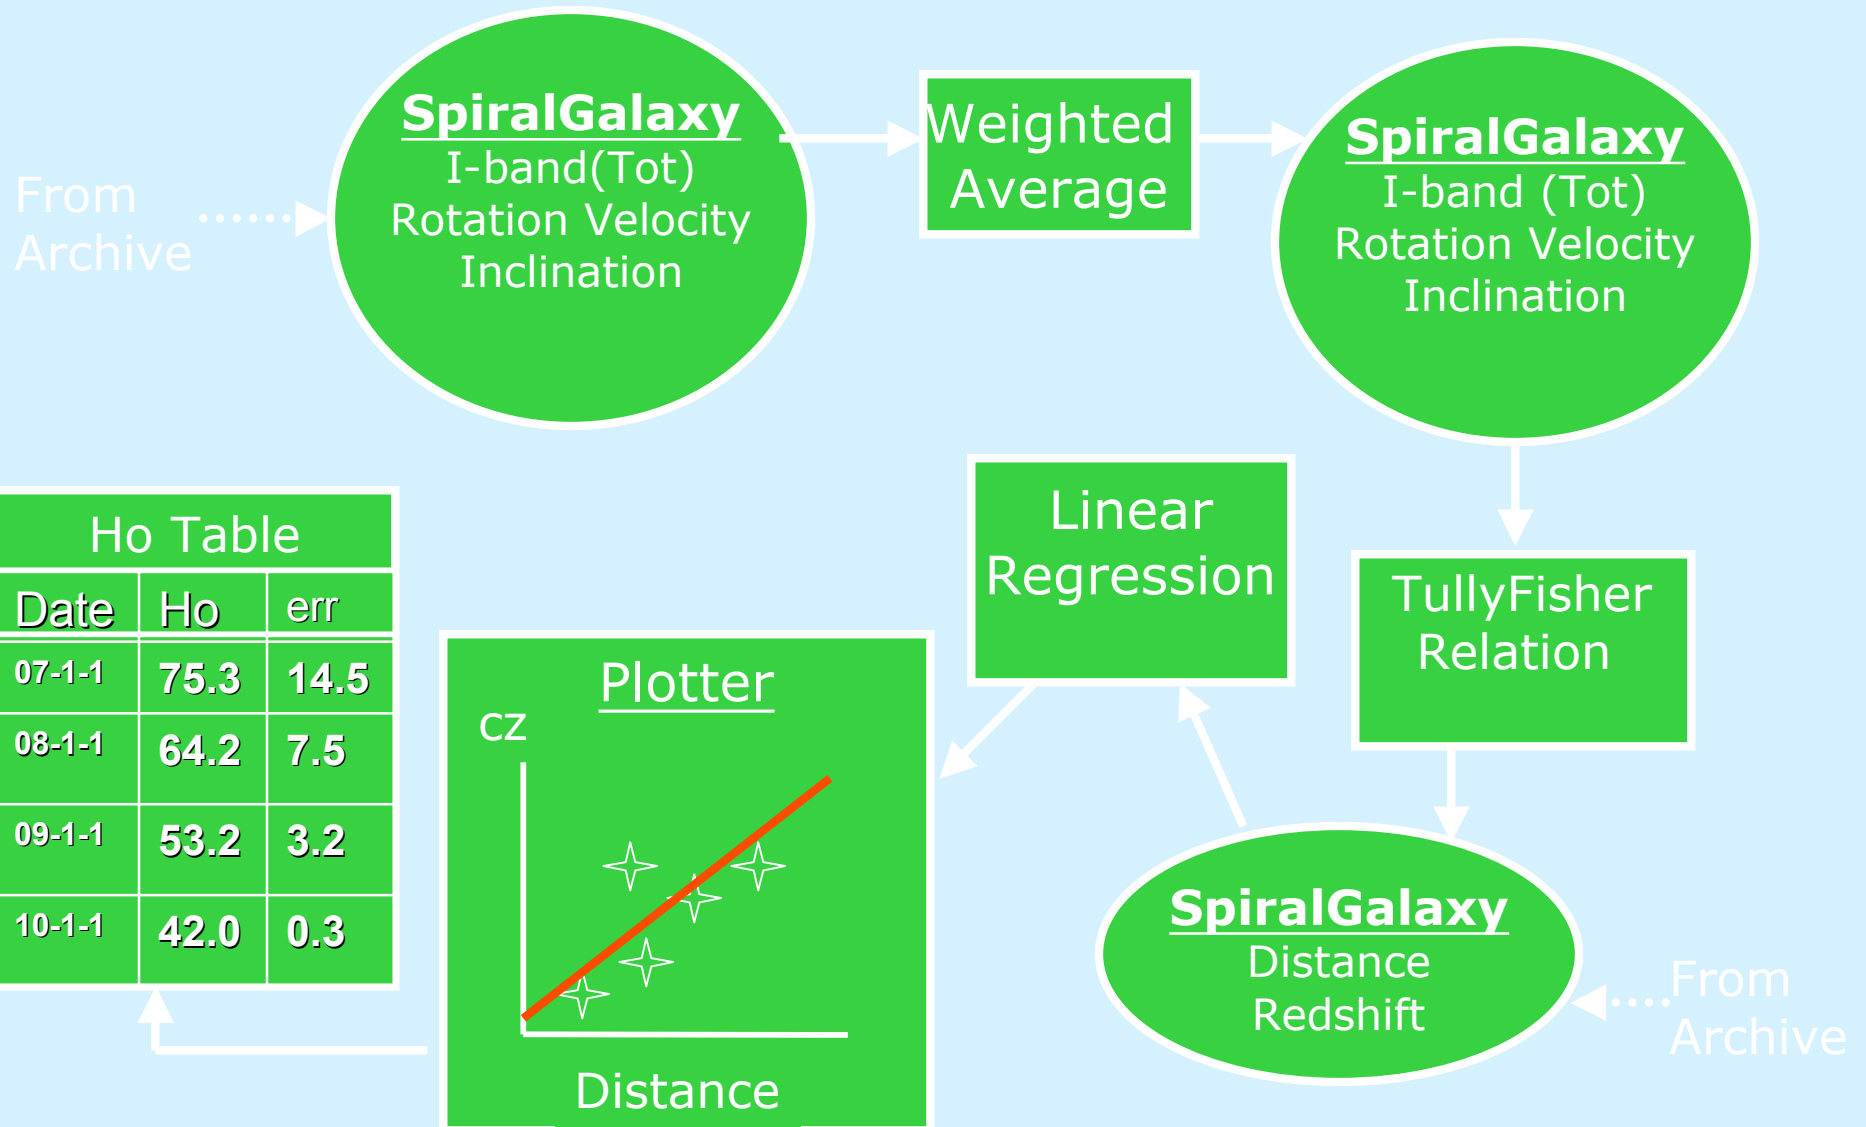 From
Archive
SpiralGalaxy
I-band(Tot)
Rotation Velocity
Inclination
Weighted
Average
SpiralGalaxy
I-band (Tot)
Rotation Velocity
Inclination
TullyFisher
Relation
SpiralGalaxy
Distance
Redshift
From
Archive
Linear
Regression
Plotter
cz
Distance
Ho Table
Date Ho err
07-1-1 75.3 14.5
08-1-1 64.2 7.5
09-1-1 53.2 3.2
10-1-1 42.0 0.3